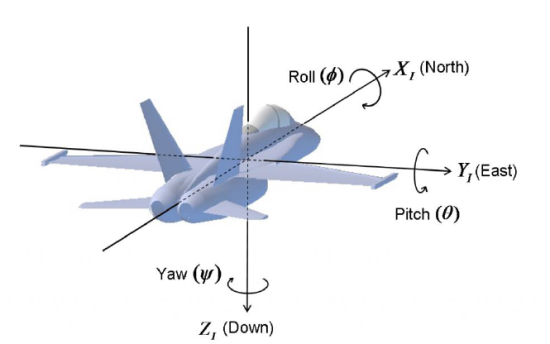 Roll (ϕ)
X_I (North)
Y_I (East)
Pitch (θ)
Yaw (ψ)
Z_I (Down)